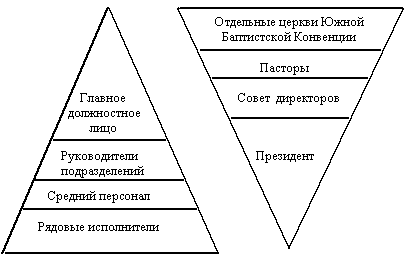 Главное
должностное
лицо
Руководители
подразделений
Средний персонал
Рядовые исполнители
Отдельные церкви Южной
Баптистской Конвенции
Пасторы
Совет директоров
Президент